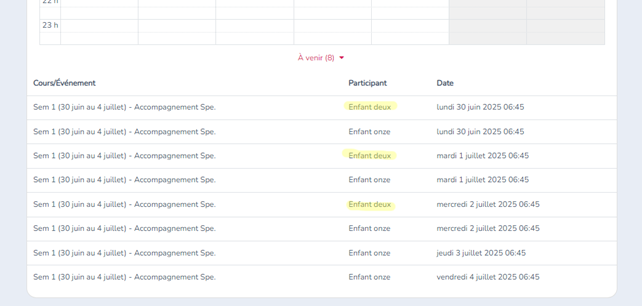 22 h
23 h
À venir (8)
Cours/Événement Participant Date
Sem 1 (30 juin au 4 juillet) - Accompagnement Spe. Enfant deux lundi 30 juin 2025 06:45
Sem 1 (30 juin au 4 juillet) - Accompagnement Spe. Enfant onze lundi 30 juin 2025 06:45
Sem 1 (30 juin au 4 juillet) - Accompagnement Spe. Enfant deux mardi 1 juillet 2025 06:45
Sem 1 (30 juin au 4 juillet) - Accompagnement Spe. Enfant onze mardi 1 juillet 2025 06:45
Sem 1 (30 juin au 4 juillet) - Accompagnement Spe. Enfant deux mercredi 2 juillet 2025 06:45
Sem 1 (30 juin au 4 juillet) - Accompagnement Spe. Enfant onze mercredi 2 juillet 2025 06:45
Sem 1 (30 juin au 4 juillet) - Accompagnement Spe. Enfant onze jeudi 3 juillet 2025 06:45
Sem 1 (30 juin au 4 juillet) - Accompagnement Spe. Enfant onze vendredi 4 juillet 2025 06:45